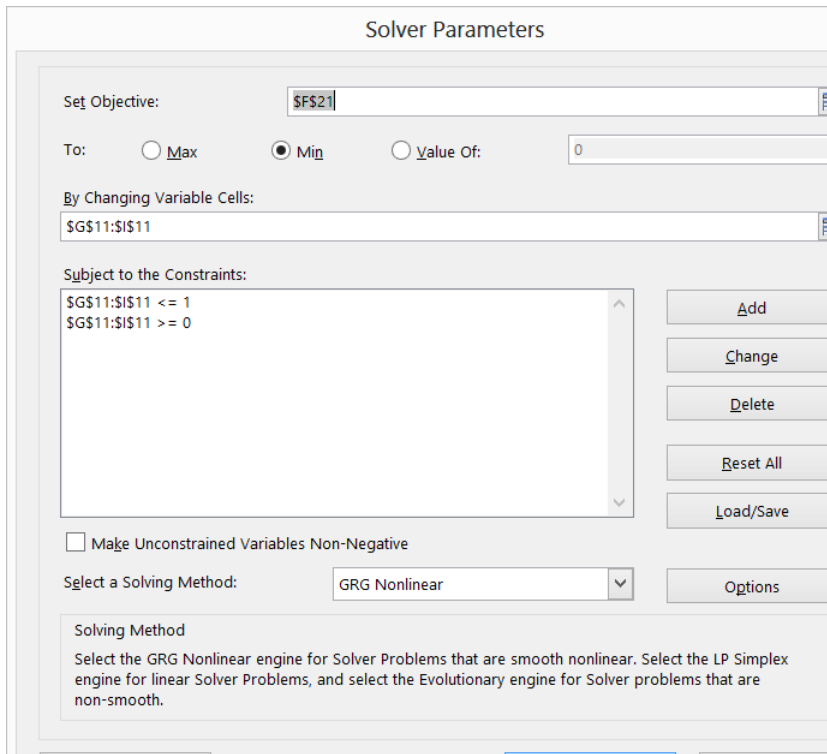 Solver Parameters
Set Objective:
$F$21
To:
Max
Min
Value Of:
0
By Changing Variable Cells:
$G$11:$I$11
Subject to the Constraints:
$G$11:$I$11 <= 1
$G$11:$I$11 >= 0
Add
Change
Delete
Reset All
Load/Save
Make Unconstrained Variables Non-Negative
Select a Solving Method:
GRG Nonlinear
Options
Solving Method
Select the GRG Nonlinear engine for Solver Problems that are smooth nonlinear. Select the LP Simplex
engine for linear Solver Problems, and select the Evolutionary engine for Solver problems that are
non-smooth.